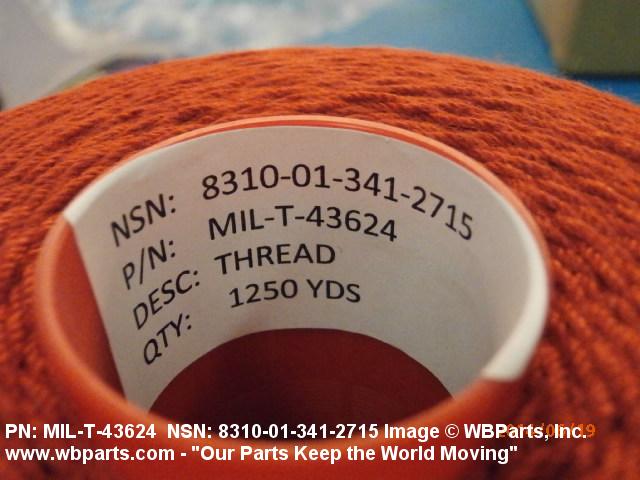 NSN: 8310-01-341-2715
P/N: MIL-T-43624
DESC: THREAD
QTY: 1250 YDS
PN: MIL-T-43624 NSN: 8310-01-341-2715 Image © WBParts, Inc.
www.wbparts.com - "Our Parts Keep the World Moving"